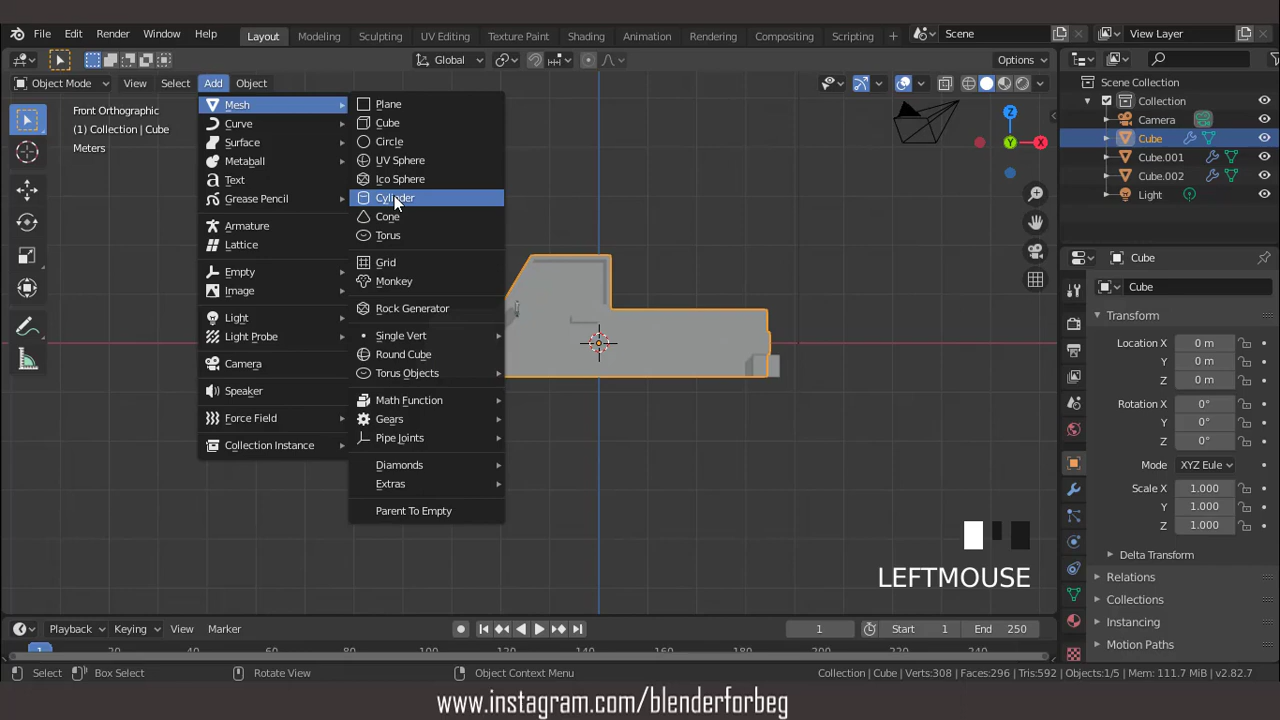 File Edit Render Window Help Layout Modeling Sculpting UV Editing Texture Paint Shading Animation Compositing Rendering Scripting + Scene View Layer
Global Options
Object Mode View Select Add Object
Front Orthographic
(1) Collection | Cube
Meters
Mesh
Curve
Surface
Metaball
Text
Grease Pencil
Armature
Lattice
Empty
Image
Light
Light Probe
Camera
Speaker
Force Field
Collection Instance
Plane
Cube
Circle
UV Sphere
Ico Sphere
Cylinder
Cone
Torus
Grid
Monkey
Rock Generator
Single Vert
Round Cube
Torus Objects
Math Function
Gears
Pipe Joints
Diamonds
Extras
Parent To Empty
Z
Y
X
LEFTMOUSE
Scene Collection
Collection
Camera
Cube
Cube.001
Cube.002
Light
Cube
Cube
Transform
Location X 0 m
Y 0 m
Z 0 m
Rotation X 0°
Y 0°
Z 0°
Mode XYZ Eule
Scale X 1.000
Y 1.000
Z 1.000
Delta Transform
Relations
Collections
Instancing
Motion Paths
Playback Keying View Marker 1 Start 1 End 250
1 20 100 120 140 160 180 200 220 240
Select Box Select Rotate View Object Context Menu Collection | Cube | Verts:308 | Faces:296 | Tris:592 | Objects:1/5 | Mem: 111.7 MiB | v2.82.7
www.instagram.com/blenderforbeg